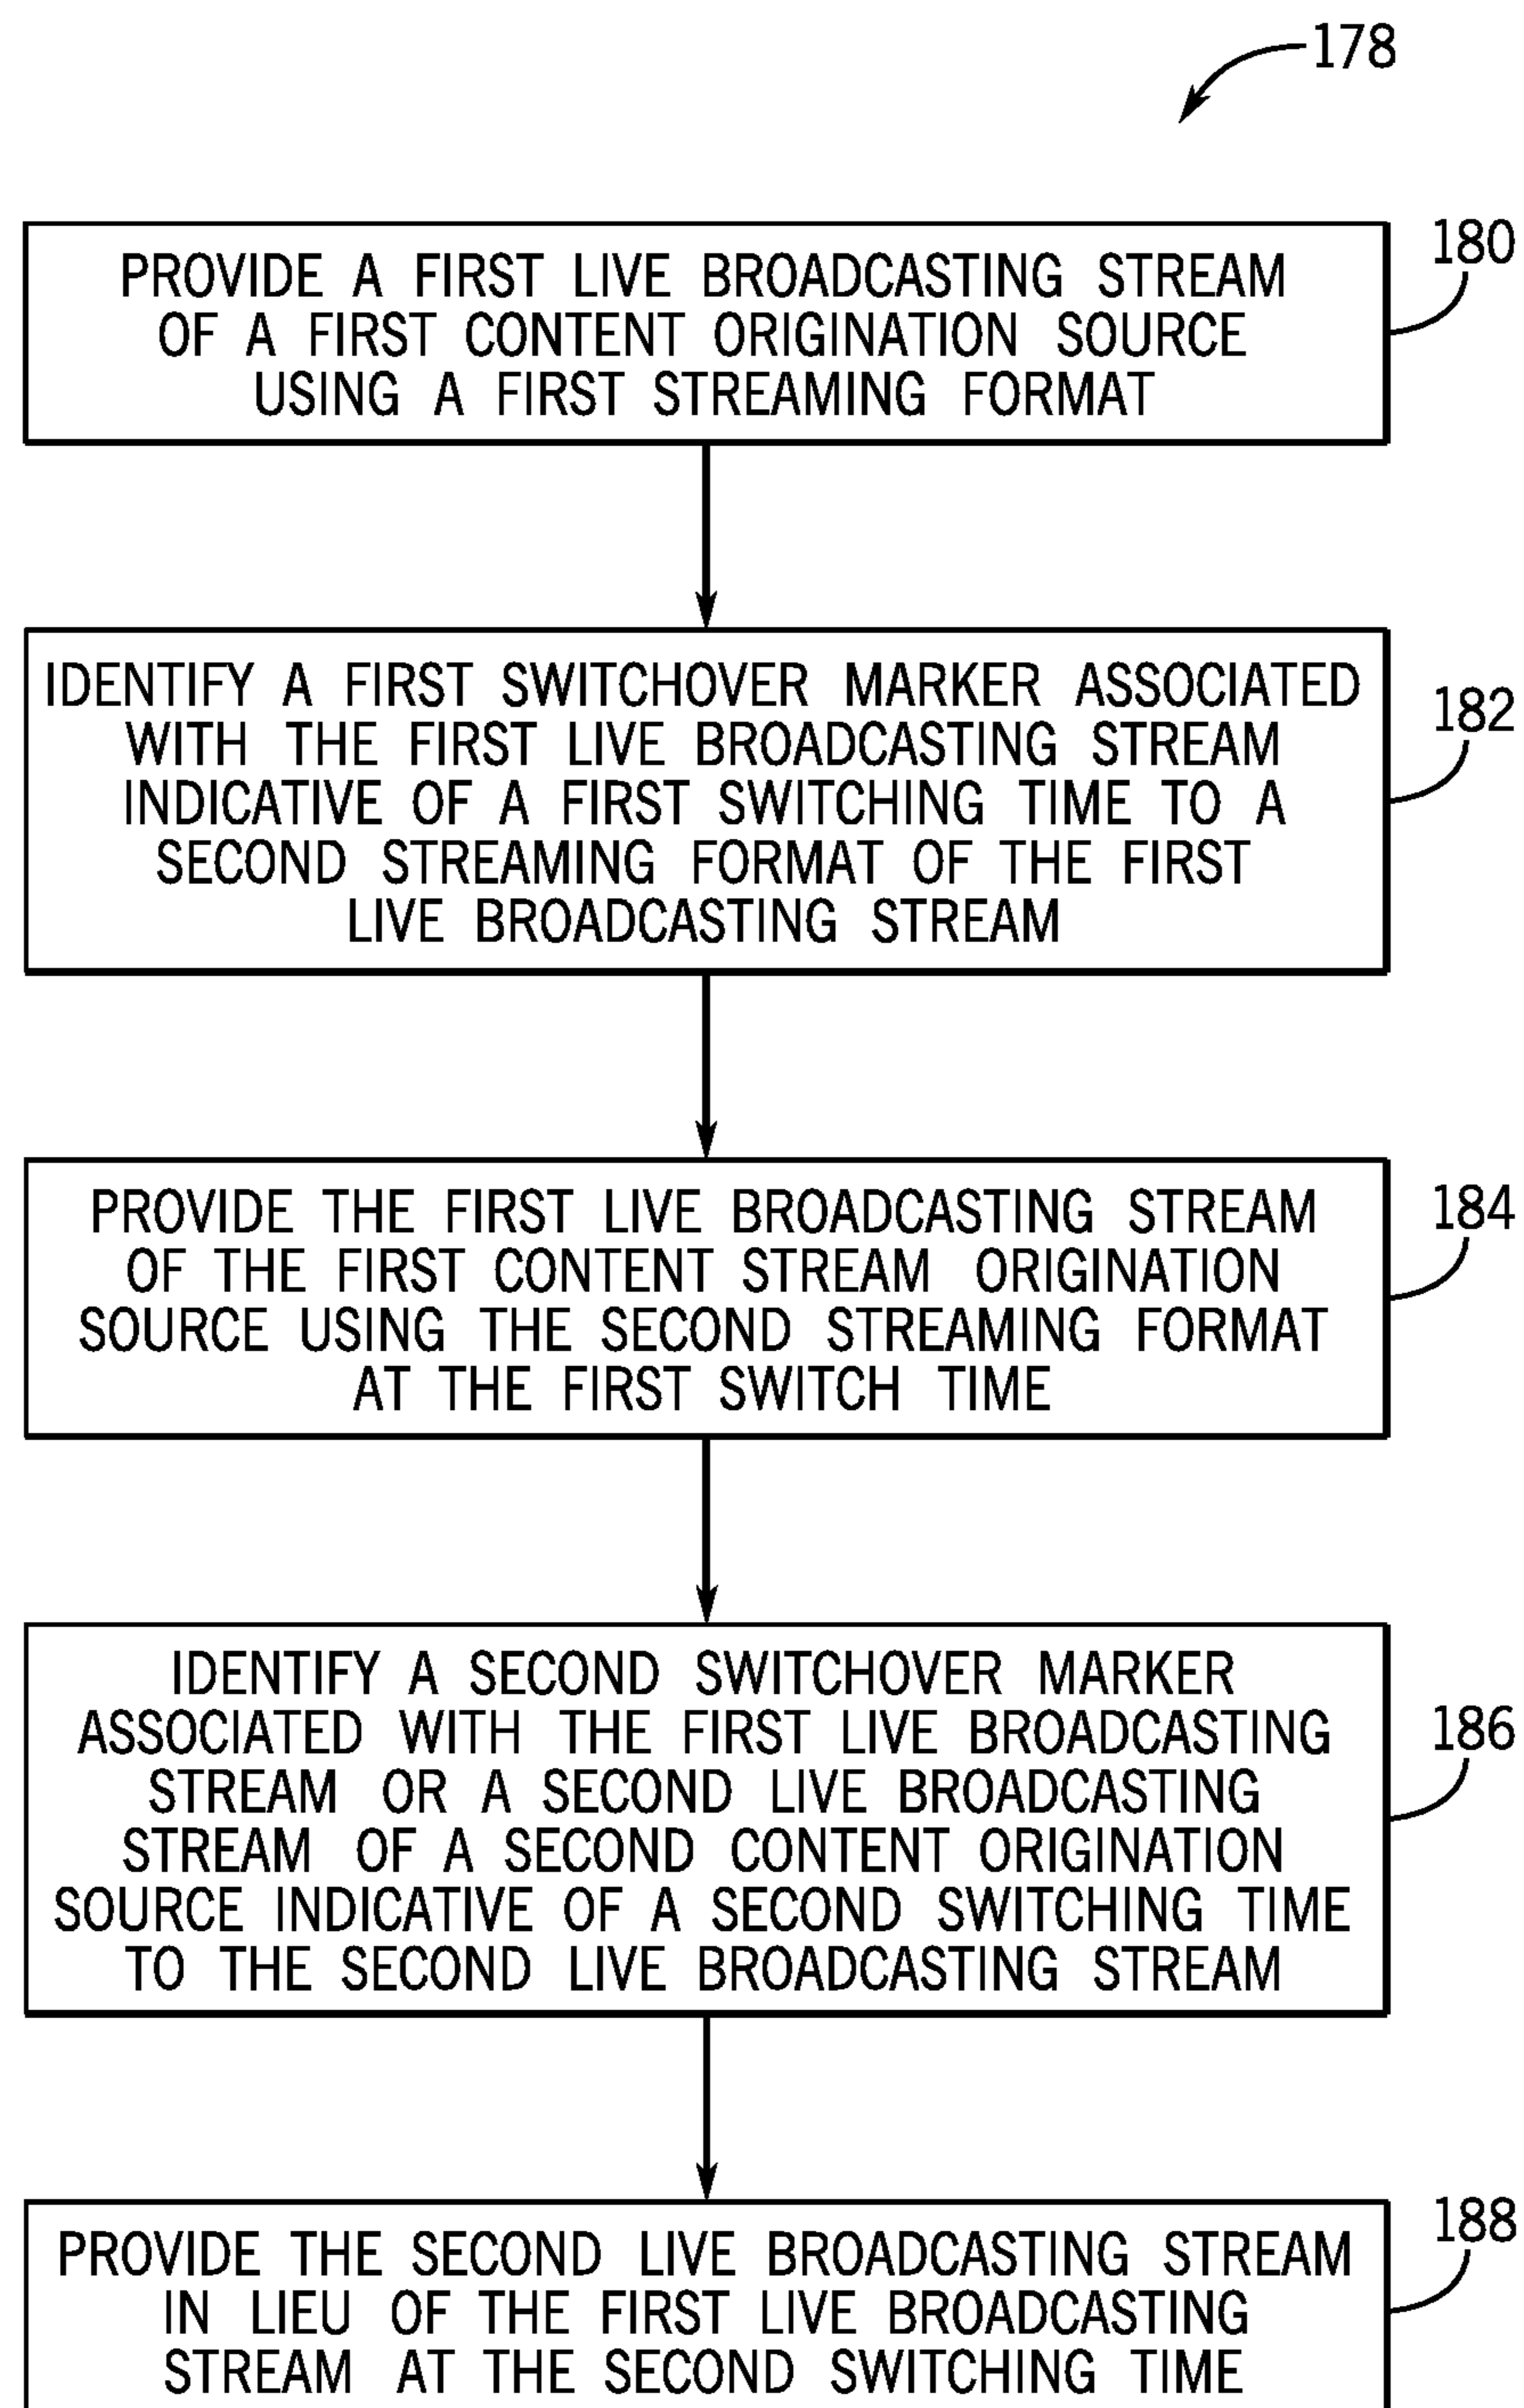 178
PROVIDE A FIRST LIVE BROADCASTING STREAM
OF A FIRST CONTENT ORIGINATION SOURCE
USING A FIRST STREAMING FORMAT
180
IDENTIFY A FIRST SWITCHOVER MARKER ASSOCIATED
WITH THE FIRST LIVE BROADCASTING STREAM
INDICATIVE OF A FIRST SWITCHING TIME TO A
SECOND STREAMING FORMAT OF THE FIRST
LIVE BROADCASTING STREAM
182
PROVIDE THE FIRST LIVE BROADCASTING STREAM
OF THE FIRST CONTENT STREAM ORIGINATION
SOURCE USING THE SECOND STREAMING FORMAT
AT THE FIRST SWITCH TIME
184
IDENTIFY A SECOND SWITCHOVER MARKER
ASSOCIATED WITH THE FIRST LIVE BROADCASTING
STREAM OR A SECOND LIVE BROADCASTING
STREAM OF A SECOND CONTENT ORIGINATION
SOURCE INDICATIVE OF A SECOND SWITCHING TIME
TO THE SECOND LIVE BROADCASTING STREAM
186
PROVIDE THE SECOND LIVE BROADCASTING STREAM
IN LIEU OF THE FIRST LIVE BROADCASTING
STREAM AT THE SECOND SWITCHING TIME
188